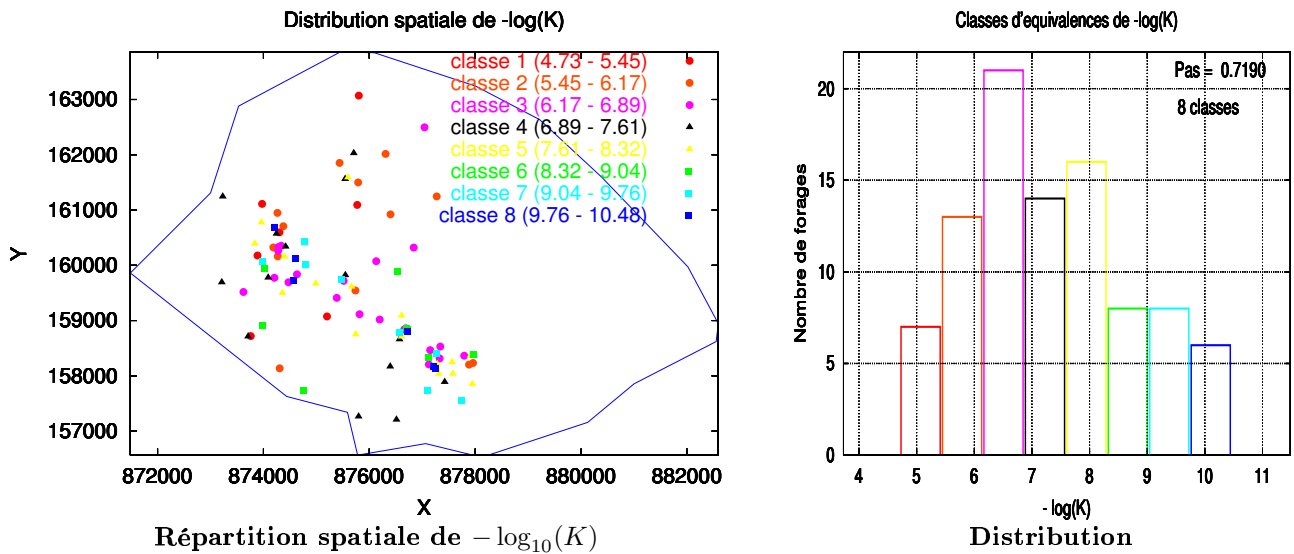 Distribution spatiale de -log(K)
classe 1 (4.73 - 5.45)
classe 2 (5.45 - 6.17)
classe 3 (6.17 - 6.89)
classe 4 (6.89 - 7.61)
classe 5 (7.61 - 8.32)
classe 6 (8.32 - 9.04)
classe 7 (9.04 - 9.76)
classe 8 (9.76 - 10.48)
163000
162000
161000
160000
159000
158000
157000
Y
872000 874000 876000 878000 880000 882000
X
Répartition spatiale de − log₁₀(K)
Classes d'equivalences de -log(K)
Pas = 0.7190
8 classes
20
15
10
5
0
Nombre de forages
4 5 6 7 8 9 10 11
- log(K)
Distribution